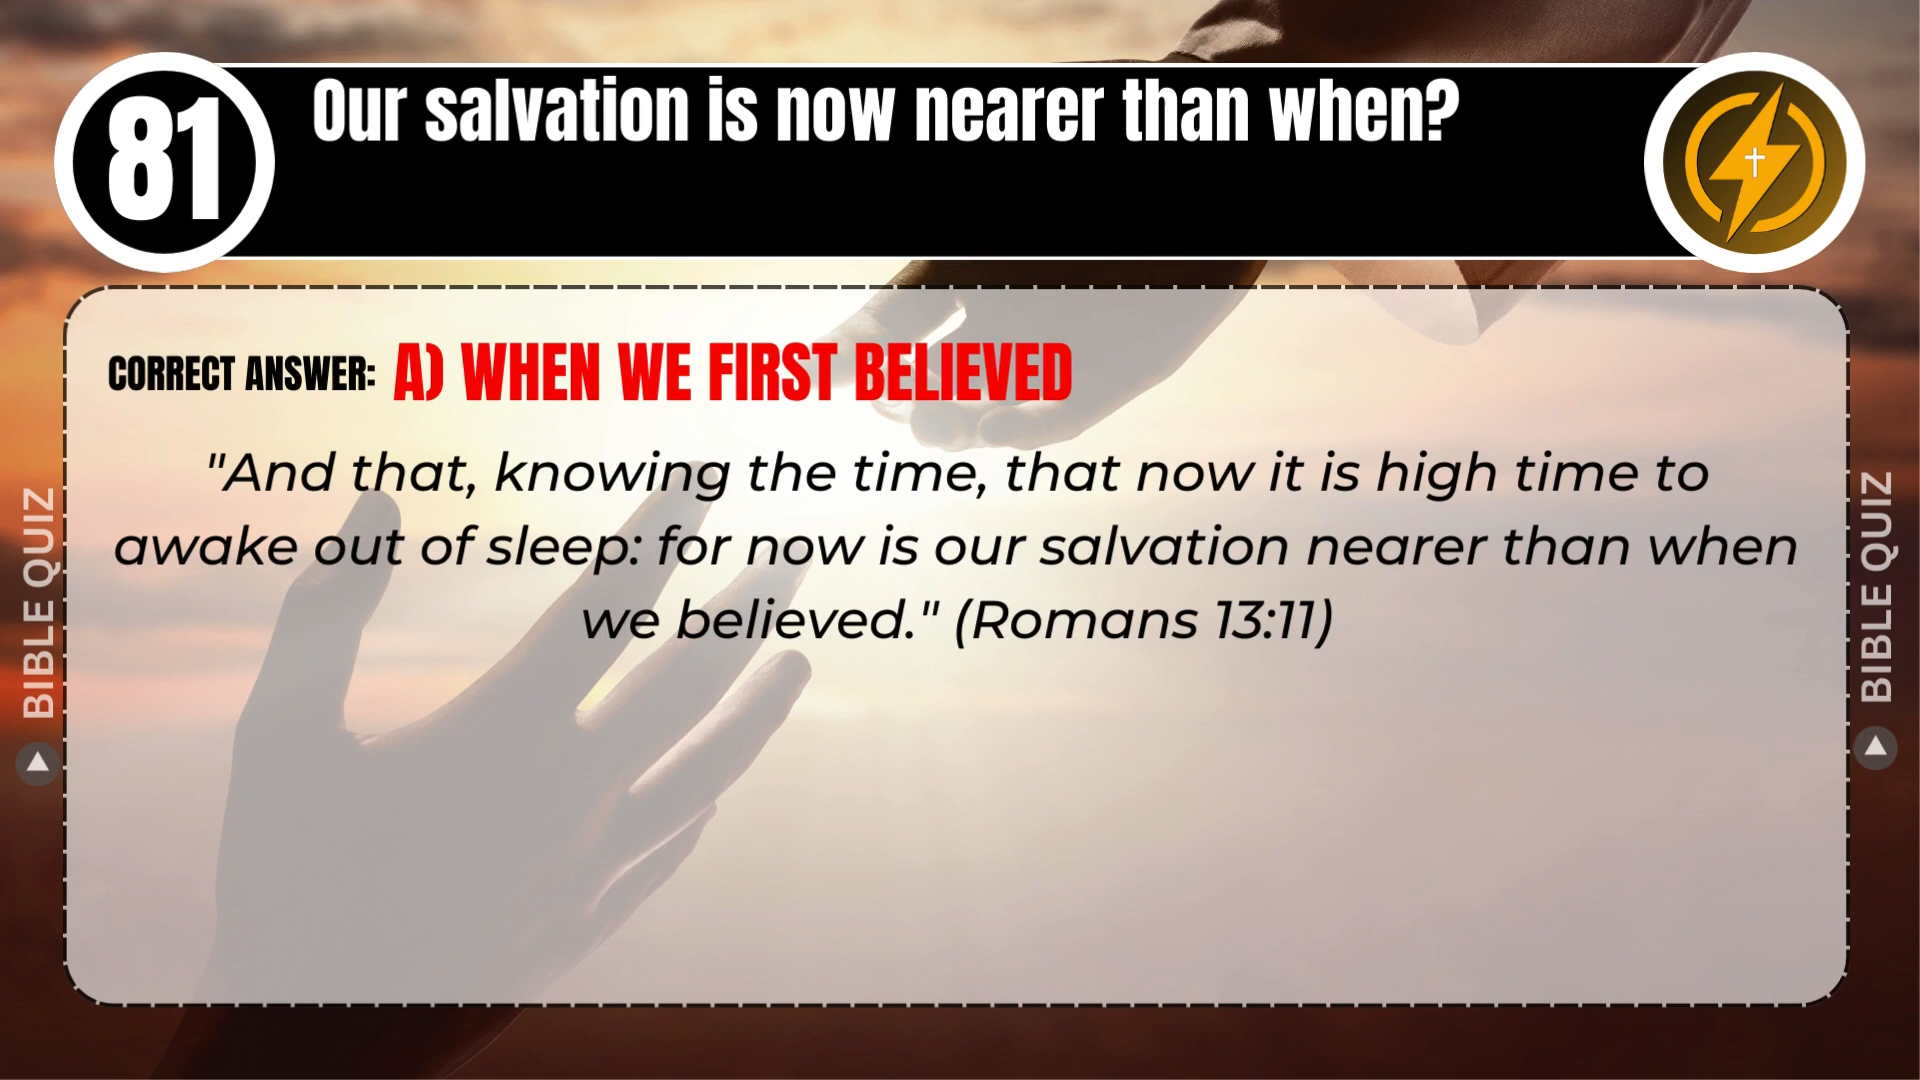 81
Our salvation is now nearer than when?
CORRECT ANSWER: A) WHEN WE FIRST BELIEVED
"And that, knowing the time, that now it is high time to
awake out of sleep: for now is our salvation nearer than when
we believed." (Romans 13:11)
BIBLE QUIZ
BIBLE QUIZ